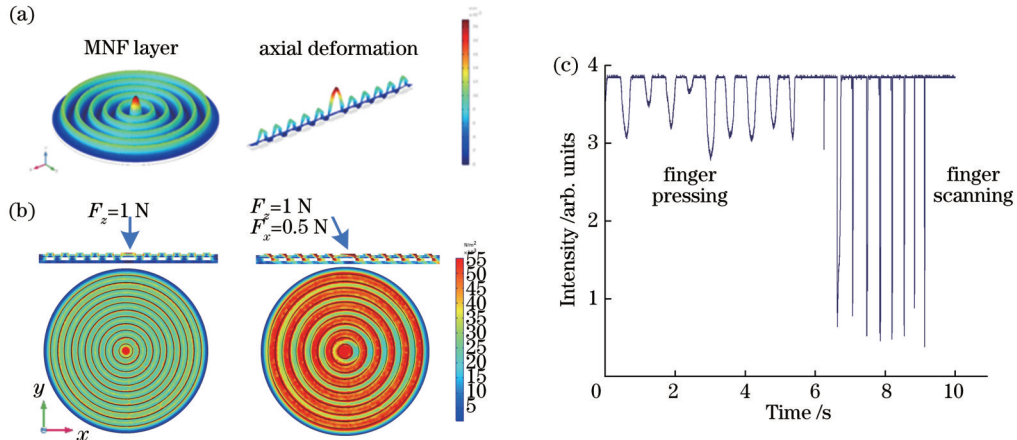 (a)
MNF layer
axial deformation
(b)
F_z=1 N
F_z=1 N
F_x=0.5 N
N/m²
55
50
45
40
35
30
25
20
15
10
5
y
x
(c)
4
3
2
1
0
2
4
6
8
10
finger
pressing
finger
scanning
Intensity /arb. units
Time /s